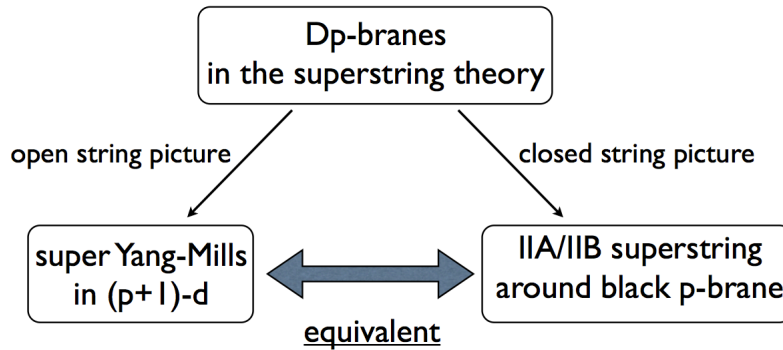 Dp-branes
in the superstring theory
open string picture
closed string picture
super Yang-Mills
in (p+1)-d
IIA/IIB superstring
around black p-brane
equivalent